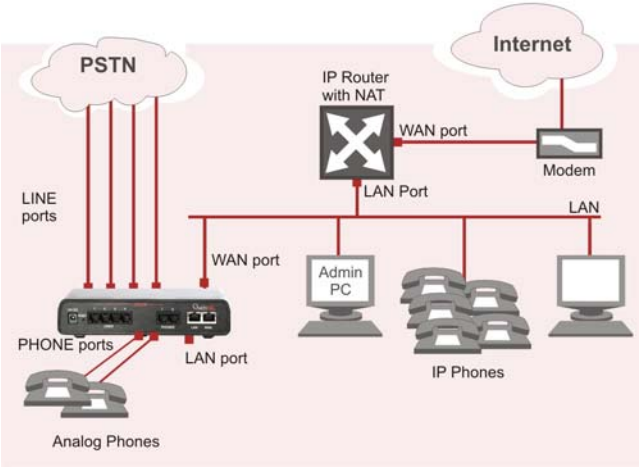 PSTN
Internet
IP Router
with NAT
WAN port
Modem
LAN Port
LINE
ports
LAN
WAN port
Admin
PC
PHONE ports
LAN port
IP Phones
Analog Phones